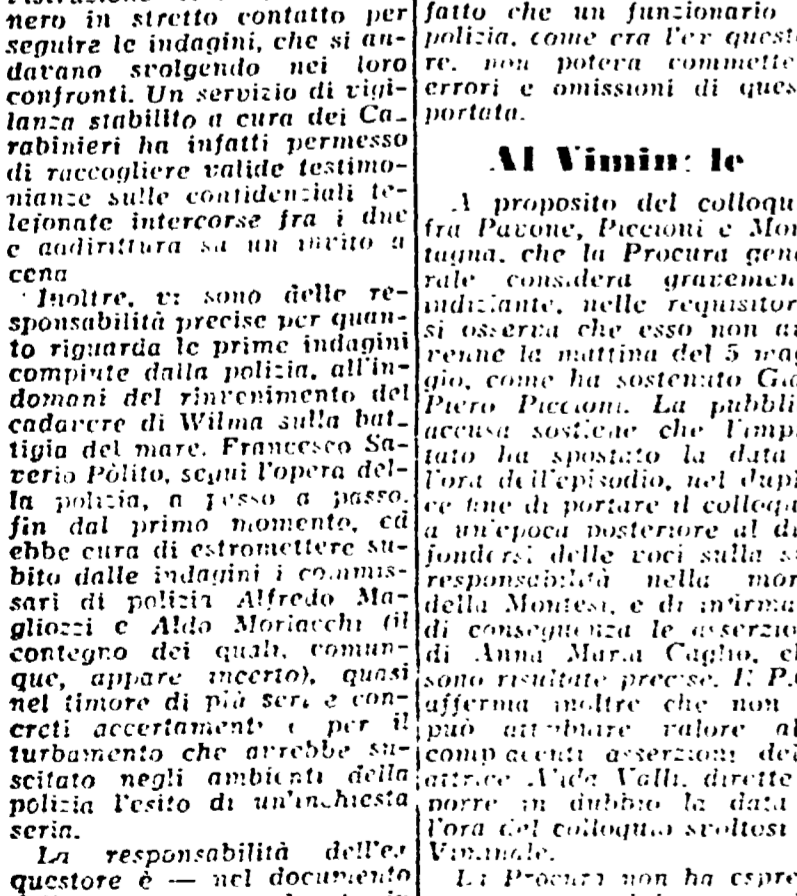 nero in stretto contatto per
seguire le indagini, che si an-
davano svolgendo nei loro
confronti. Un servizio di vigi-
lanza stabilito a cura dei Ca-
rabinieri ha infatti permesso
di raccogliere valide testimo-
nianze sulle confidenziali te-
lefonate intercorse fra i due
e addirittura su un invito a
cena
Inoltre, vi sono delle re-
sponsabilità precise per quan-
to riguarda le prime indagini
compiute dalla polizia, all'in-
domani del rinvenimento del
cadavere di Wilma sulla bat-
tigia del mare. Francesco Sa-
verio Pòlito, seguì l'opera del-
la polizia, a passo a passo,
fin dal primo momento, ed
ebbe cura di estromettere su-
bito dalle indagini i commis-
sari di polizia Alfredo Ma-
gliozzi e Aldo Moriacchi (il
contegno dei quali, comun-
que, appare incerto), quasi
nel timore di più seri e con-
creti accertamenti e per il
turbamento che avrebbe su-
scitato negli ambienti della
polizia l'esito di un'inchiesta
seria.
La responsabilità dell'ex
questore è — nel documento
fatto che un funzionario
polizia, come era l'ex questo
re, non poteva commette
errori e omissioni di ques
portata.
Al Viminale
A proposito del colloqu
fra Pavone, Piccioni e Mon
tagna, che la Procura gene
rale considera gravemen
indiziante, nelle requisitor
si osserva che esso non av
venne la mattina del 5 mag
gio, come ha sostenuto Gia
Piero Piccioni. La pubbli
accusa sostiene che l'imp
tato ha spostato la data
l'ora dell'episodio, nel dupl
ce fine di portare il colloqu
a un'epoca posteriore al di
fondersi delle voci sulla s
responsabilità nella mor
della Montesi, e di infirma
di conseguenza le asserzio
di Anna Maria Caglio, ch
sono risultate precise. Il P.G
afferma inoltre che non
può attribuire valore al
compiacenti asserzioni del
attrice Alida Valli, dirette
porre in dubbio la data
l'ora del colloquio svoltosi
Viminale.
La Procura non ha espre